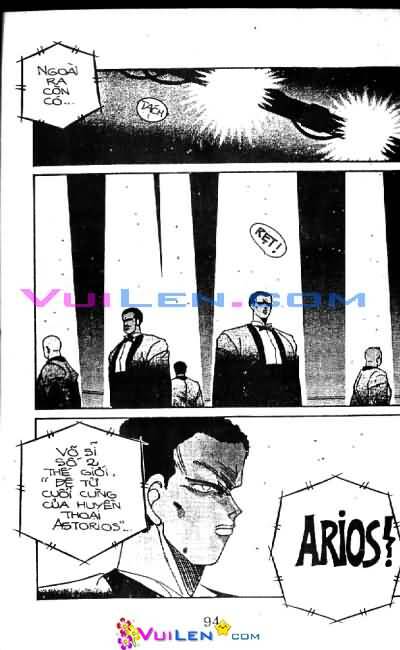 NGOÀI
RA
CÒN
CÓ...
DẠCH
RẸT!
VuiLen.com
VÕ SĨ
SỐ 2
THẾ GIỚI,
"ĐỆ TỬ
CUỐI CÙNG
CỦA HUYỀN
THOẠI
ASTORIOS"...
ARIOS!
94
VuiLen
.com